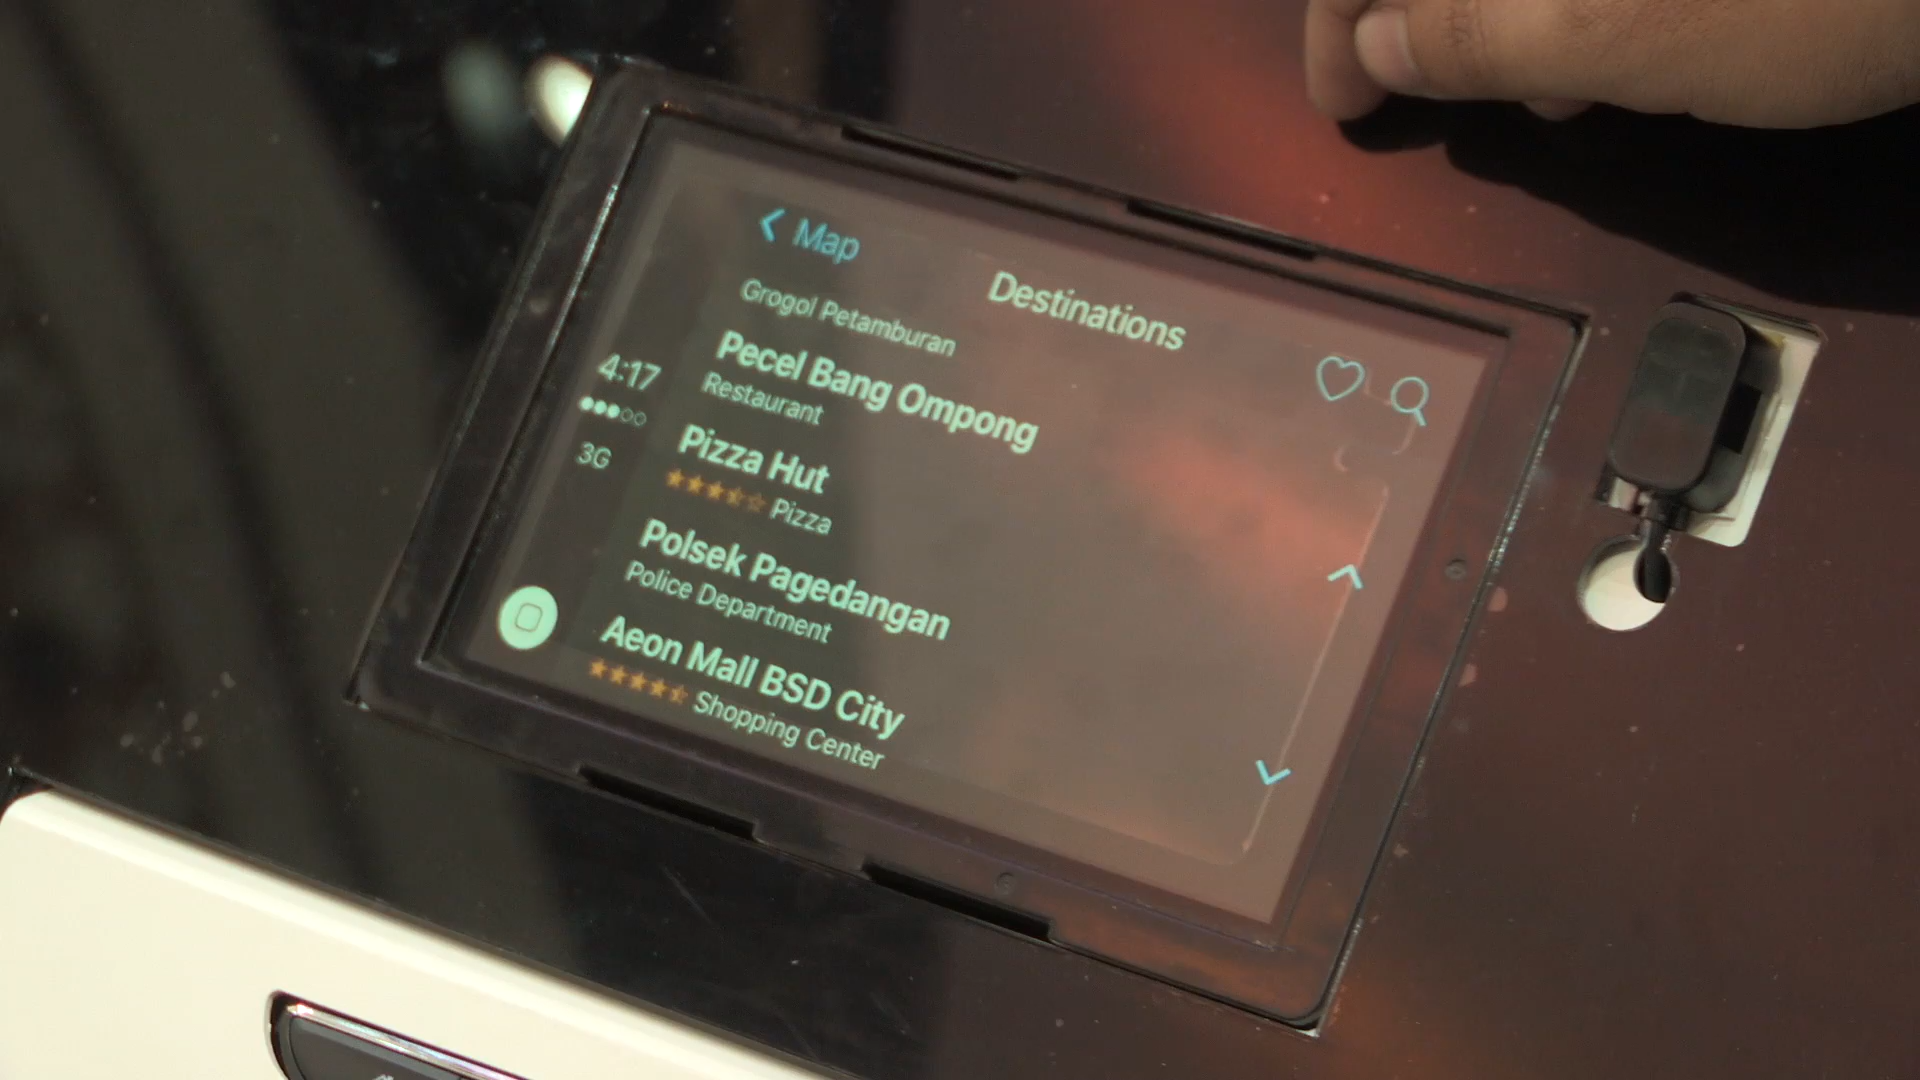 Map
Destinations
Grogol Petamburan
Pecel Bang Ompong
Restaurant
4:17
3G
Pizza Hut
Pizza
Polsek Pagedangan
Police Department
Aeon Mall BSD City
Shopping Center